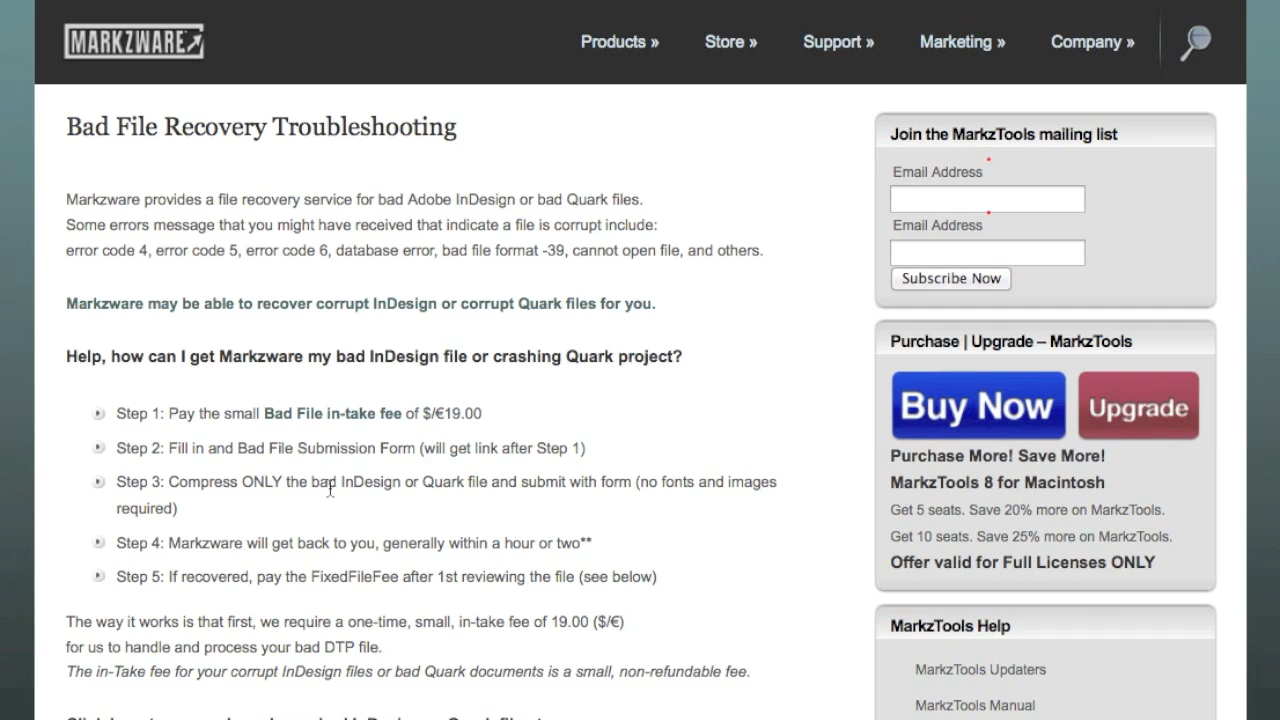 MARKZWARE
Products »
Store »
Support »
Marketing »
Company »
Bad File Recovery Troubleshooting
Markzware provides a file recovery service for bad Adobe InDesign or bad Quark files.
Some errors message that you might have received that indicate a file is corrupt include:
error code 4, error code 5, error code 6, database error, bad file format -39, cannot open file, and others.
Markzware may be able to recover corrupt InDesign or corrupt Quark files for you.
Help, how can I get Markzware my bad InDesign file or crashing Quark project?
Step 1: Pay the small Bad File in-take fee of $/€19.00
Step 2: Fill in and Bad File Submission Form (will get link after Step 1)
Step 3: Compress ONLY the bad InDesign or Quark file and submit with form (no fonts and images
required)
Step 4: Markzware will get back to you, generally within a hour or two**
Step 5: If recovered, pay the FixedFileFee after 1st reviewing the file (see below)
The way it works is that first, we require a one-time, small, in-take fee of 19.00 ($/€)
for us to handle and process your bad DTP file.
The in-Take fee for your corrupt InDesign files or bad Quark documents is a small, non-refundable fee.
Join the MarkzTools mailing list
Email Address *
Email Address *
Subscribe Now
Purchase | Upgrade – MarkzTools
Buy Now
Upgrade
Purchase More! Save More!
MarkzTools 8 for Macintosh
Get 5 seats. Save 20% more on MarkzTools.
Get 10 seats. Save 25% more on MarkzTools.
Offer valid for Full Licenses ONLY
MarkzTools Help
MarkzTools Updaters
MarkzTools Manual